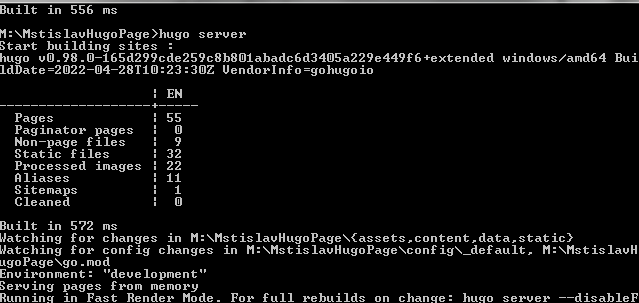 Built in 556 ms
M:\MstislavHugoPage>hugo server
Start building sites :
hugo v0.98.0-165d299cde259c8b801abadc6d3405a229e449f6+extended windows/amd64 Bui
ldDate=2022-04-28T10:23:30Z VendorInfo=gohugoio
| EN
-------------------+-----
Pages | 55
Paginator pages | 0
Non-page files | 9
Static files | 32
Processed images | 22
Aliases | 11
Sitemaps | 1
Cleaned | 0
Built in 572 ms
Watching for changes in M:\MstislavHugoPage\{assets,content,data,static}
Watching for config changes in M:\MstislavHugoPage\config\_default, M:\MstislavH
ugoPage\go.mod
Environment: "development"
Serving pages from memory
Running in Fast Render Mode. For full rebuilds on change: hugo server --disableF